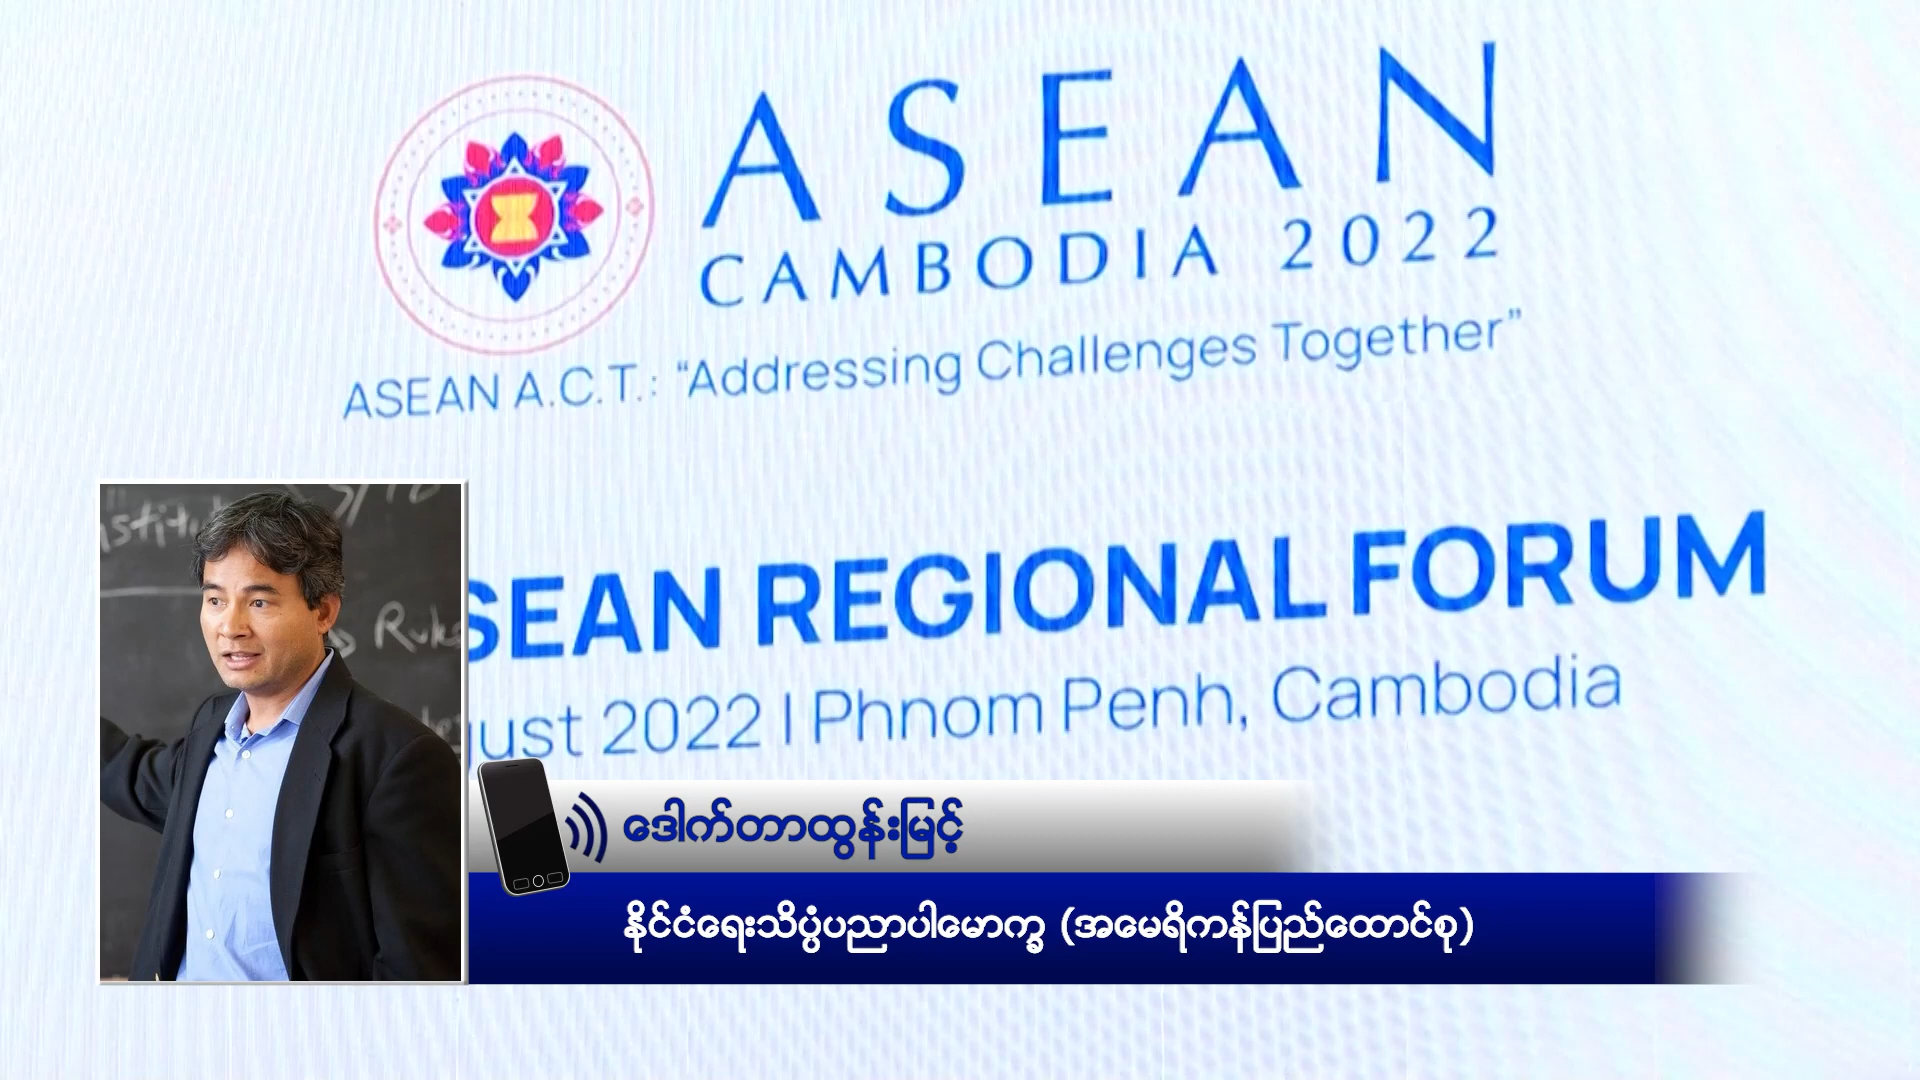 ASEAN
CAMBODIA 2022
ASEAN A.C.T.: “Addressing Challenges Together”
SEAN REGIONAL FORUM
gust 2022 | Phnom Penh, Cambodia
ဒေါက်တာထွန်းမြင့်
နိုင်ငံရေးသိပ္ပံပညာပါမောက္ခ (အမေရိကန်ပြည်ထောင်စု)